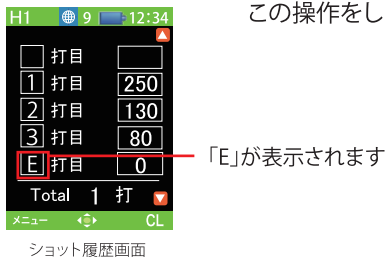 この操作をし
H1 9 12:34
打目
1 打目 250
2 打目 130
3 打目 80
E 打目 0
「E」が表示されます
Total 1 打
メニュー CL
ショット履歴画面